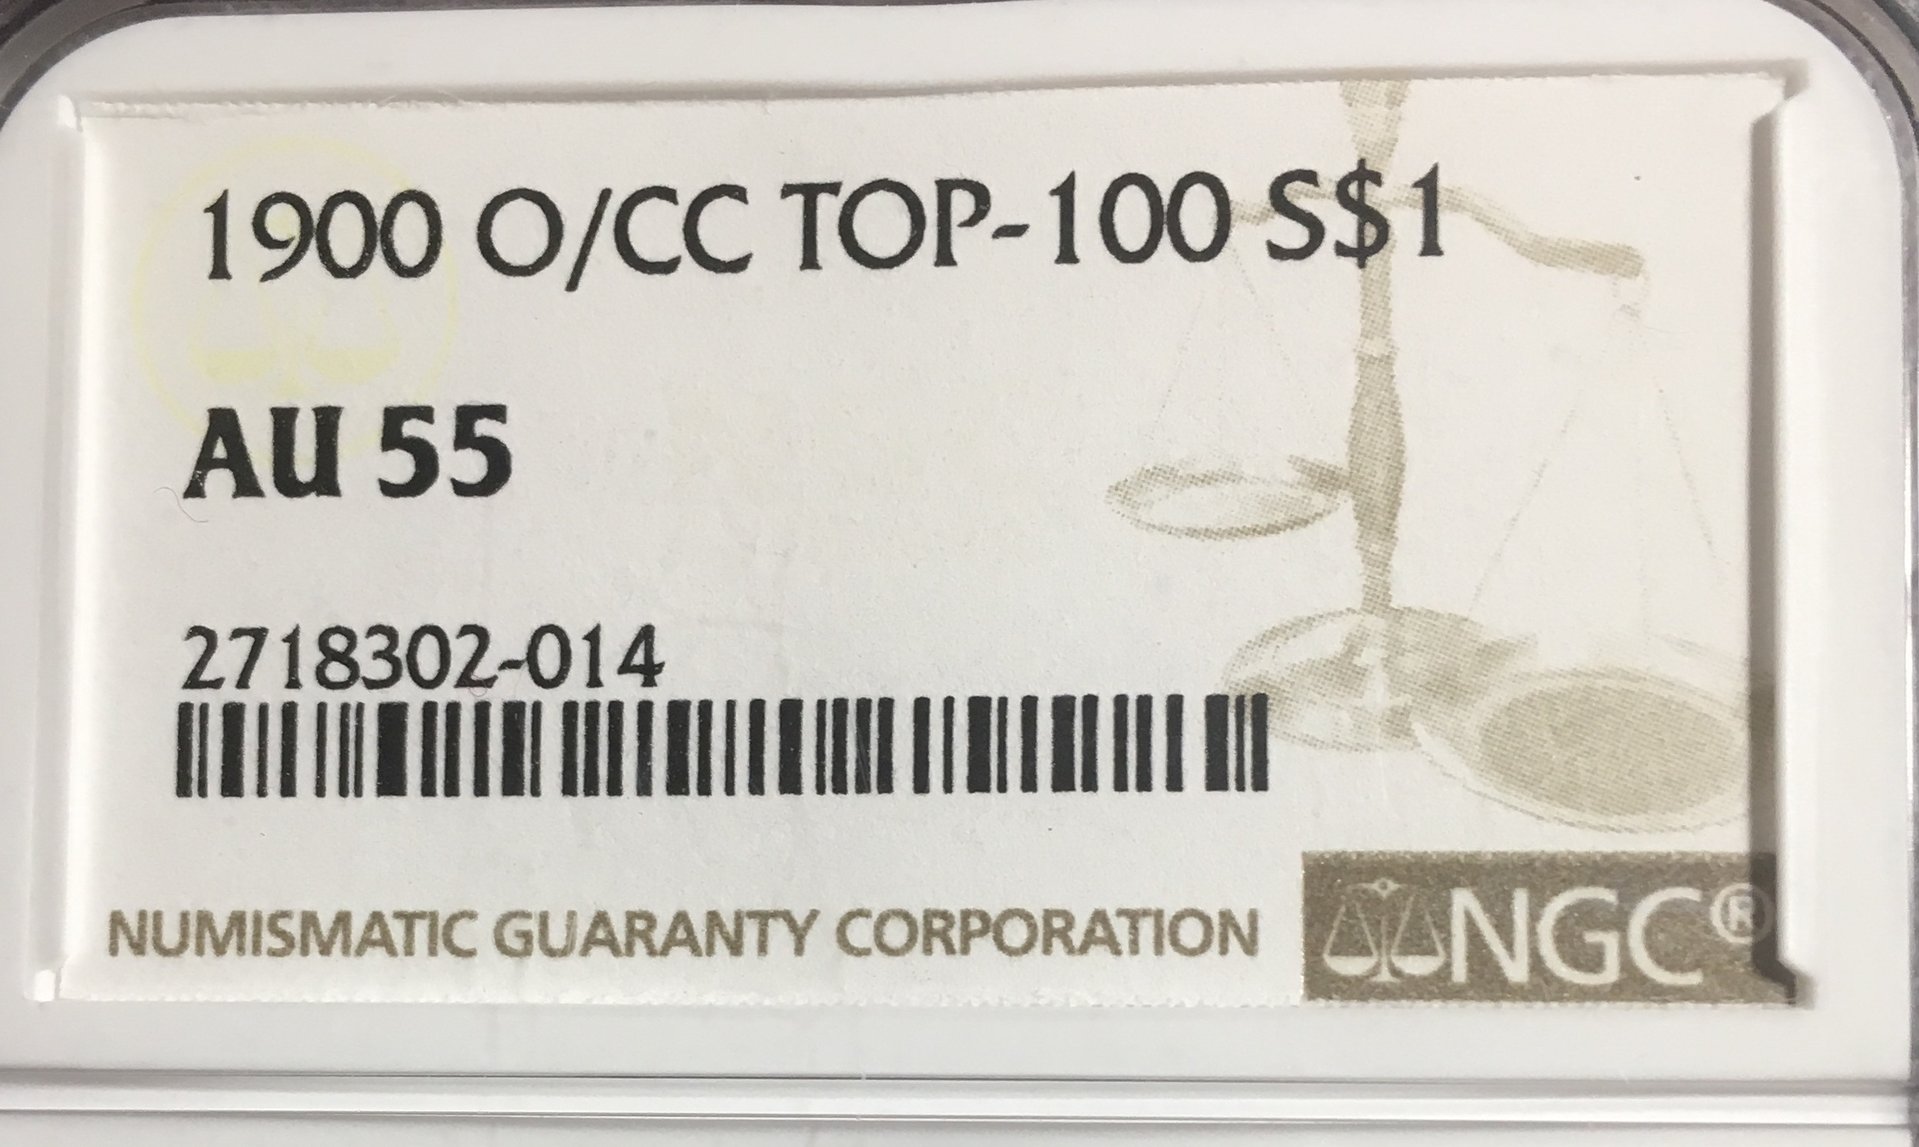 1900 O/CC TOP-100 S$1
AU 55
2718302-014
NUMISMATIC GUARANTY CORPORATION
NGC®